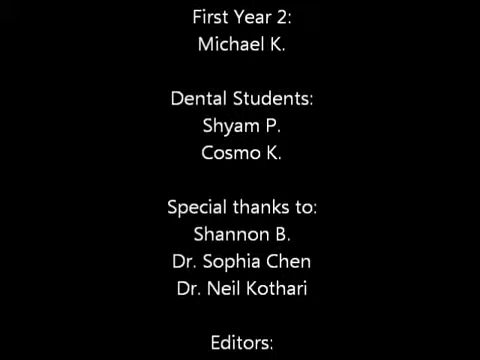 First Year 2:
Michael K.
Dental Students:
Shyam P.
Cosmo K.
Special thanks to:
Shannon B.
Dr. Sophia Chen
Dr. Neil Kothari
Editors: